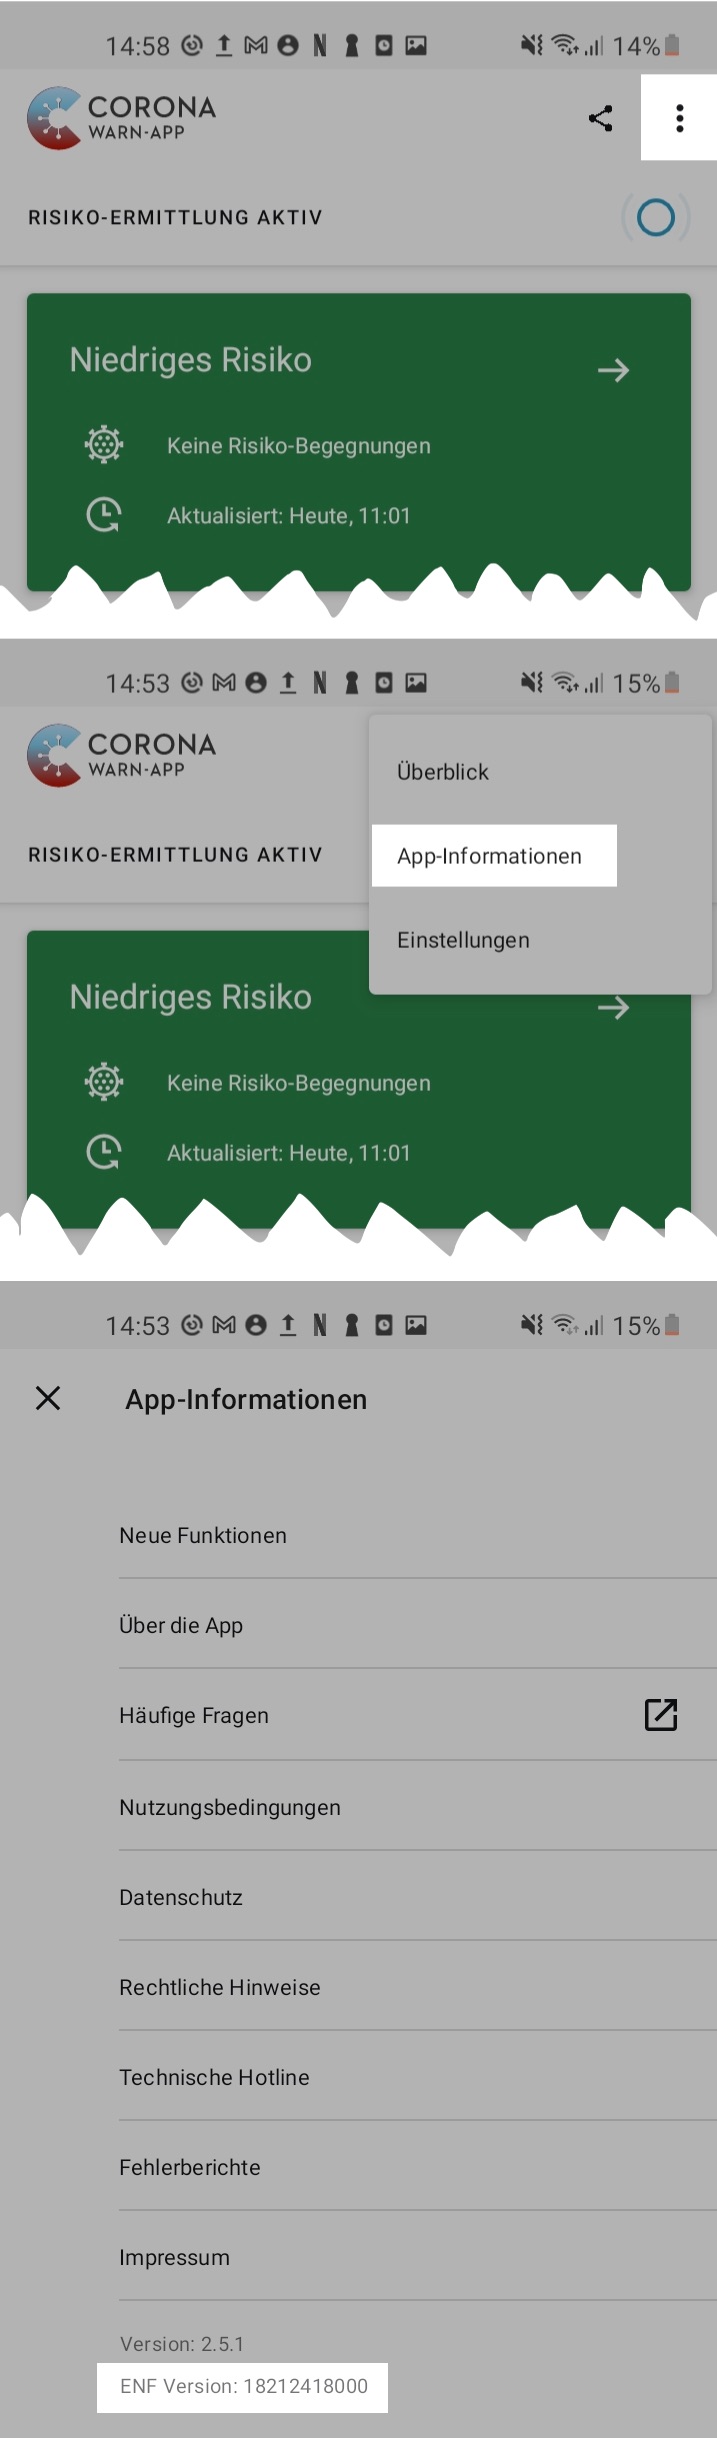 14:58 14%
CORONA
WARN-APP
RISIKO-ERMITTLUNG AKTIV
Niedriges Risiko
Keine Risiko-Begegnungen
Aktualisiert: Heute, 11:01
14:53 15%
CORONA
WARN-APP
Überblick
App-Informationen
Einstellungen
RISIKO-ERMITTLUNG AKTIV
Niedriges Risiko
Keine Risiko-Begegnungen
Aktualisiert: Heute, 11:01
14:53 15%
App-Informationen
Neue Funktionen
Über die App
Häufige Fragen
Nutzungsbedingungen
Datenschutz
Rechtliche Hinweise
Technische Hotline
Fehlerberichte
Impressum
Version: 2.5.1
ENF Version: 18212418000